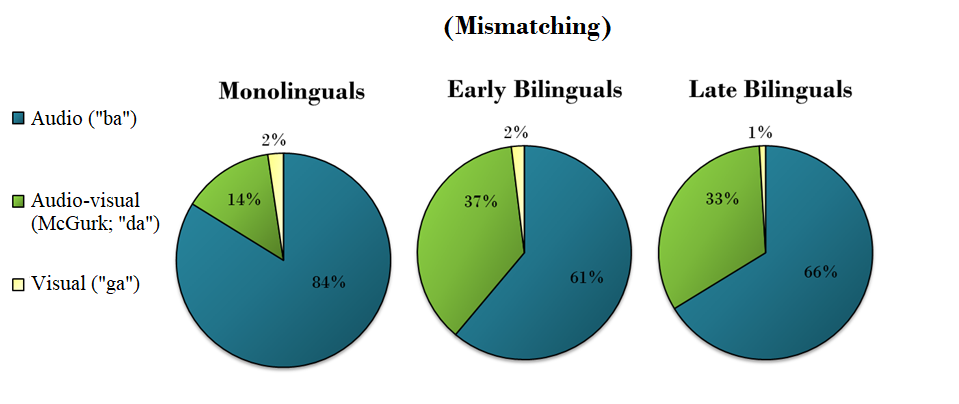 (Mismatching)
Monolinguals
Early Bilinguals
Late Bilinguals
Audio ("ba")
Audio-visual
(McGurk; "da")
Visual ("ga")
2%
14%
84%
2%
37%
61%
1%
33%
66%